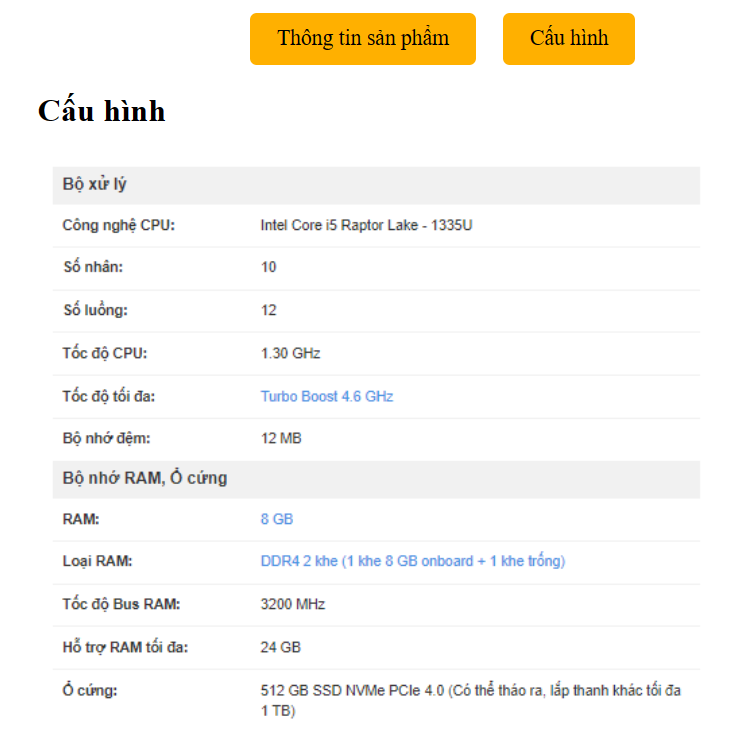 Thông tin sản phẩm Cấu hình
Cấu hình
Bộ xử lý
Công nghệ CPU: Intel Core i5 Raptor Lake - 1335U
Số nhân: 10
Số luồng: 12
Tốc độ CPU: 1.30 GHz
Tốc độ tối đa: Turbo Boost 4.6 GHz
Bộ nhớ đệm: 12 MB
Bộ nhớ RAM, Ổ cứng
RAM: 8 GB
Loại RAM: DDR4 2 khe (1 khe 8 GB onboard + 1 khe trống)
Tốc độ Bus RAM: 3200 MHz
Hỗ trợ RAM tối đa: 24 GB
Ổ cứng: 512 GB SSD NVMe PCIe 4.0 (Có thể tháo ra, lắp thanh khác tối đa
1 TB)